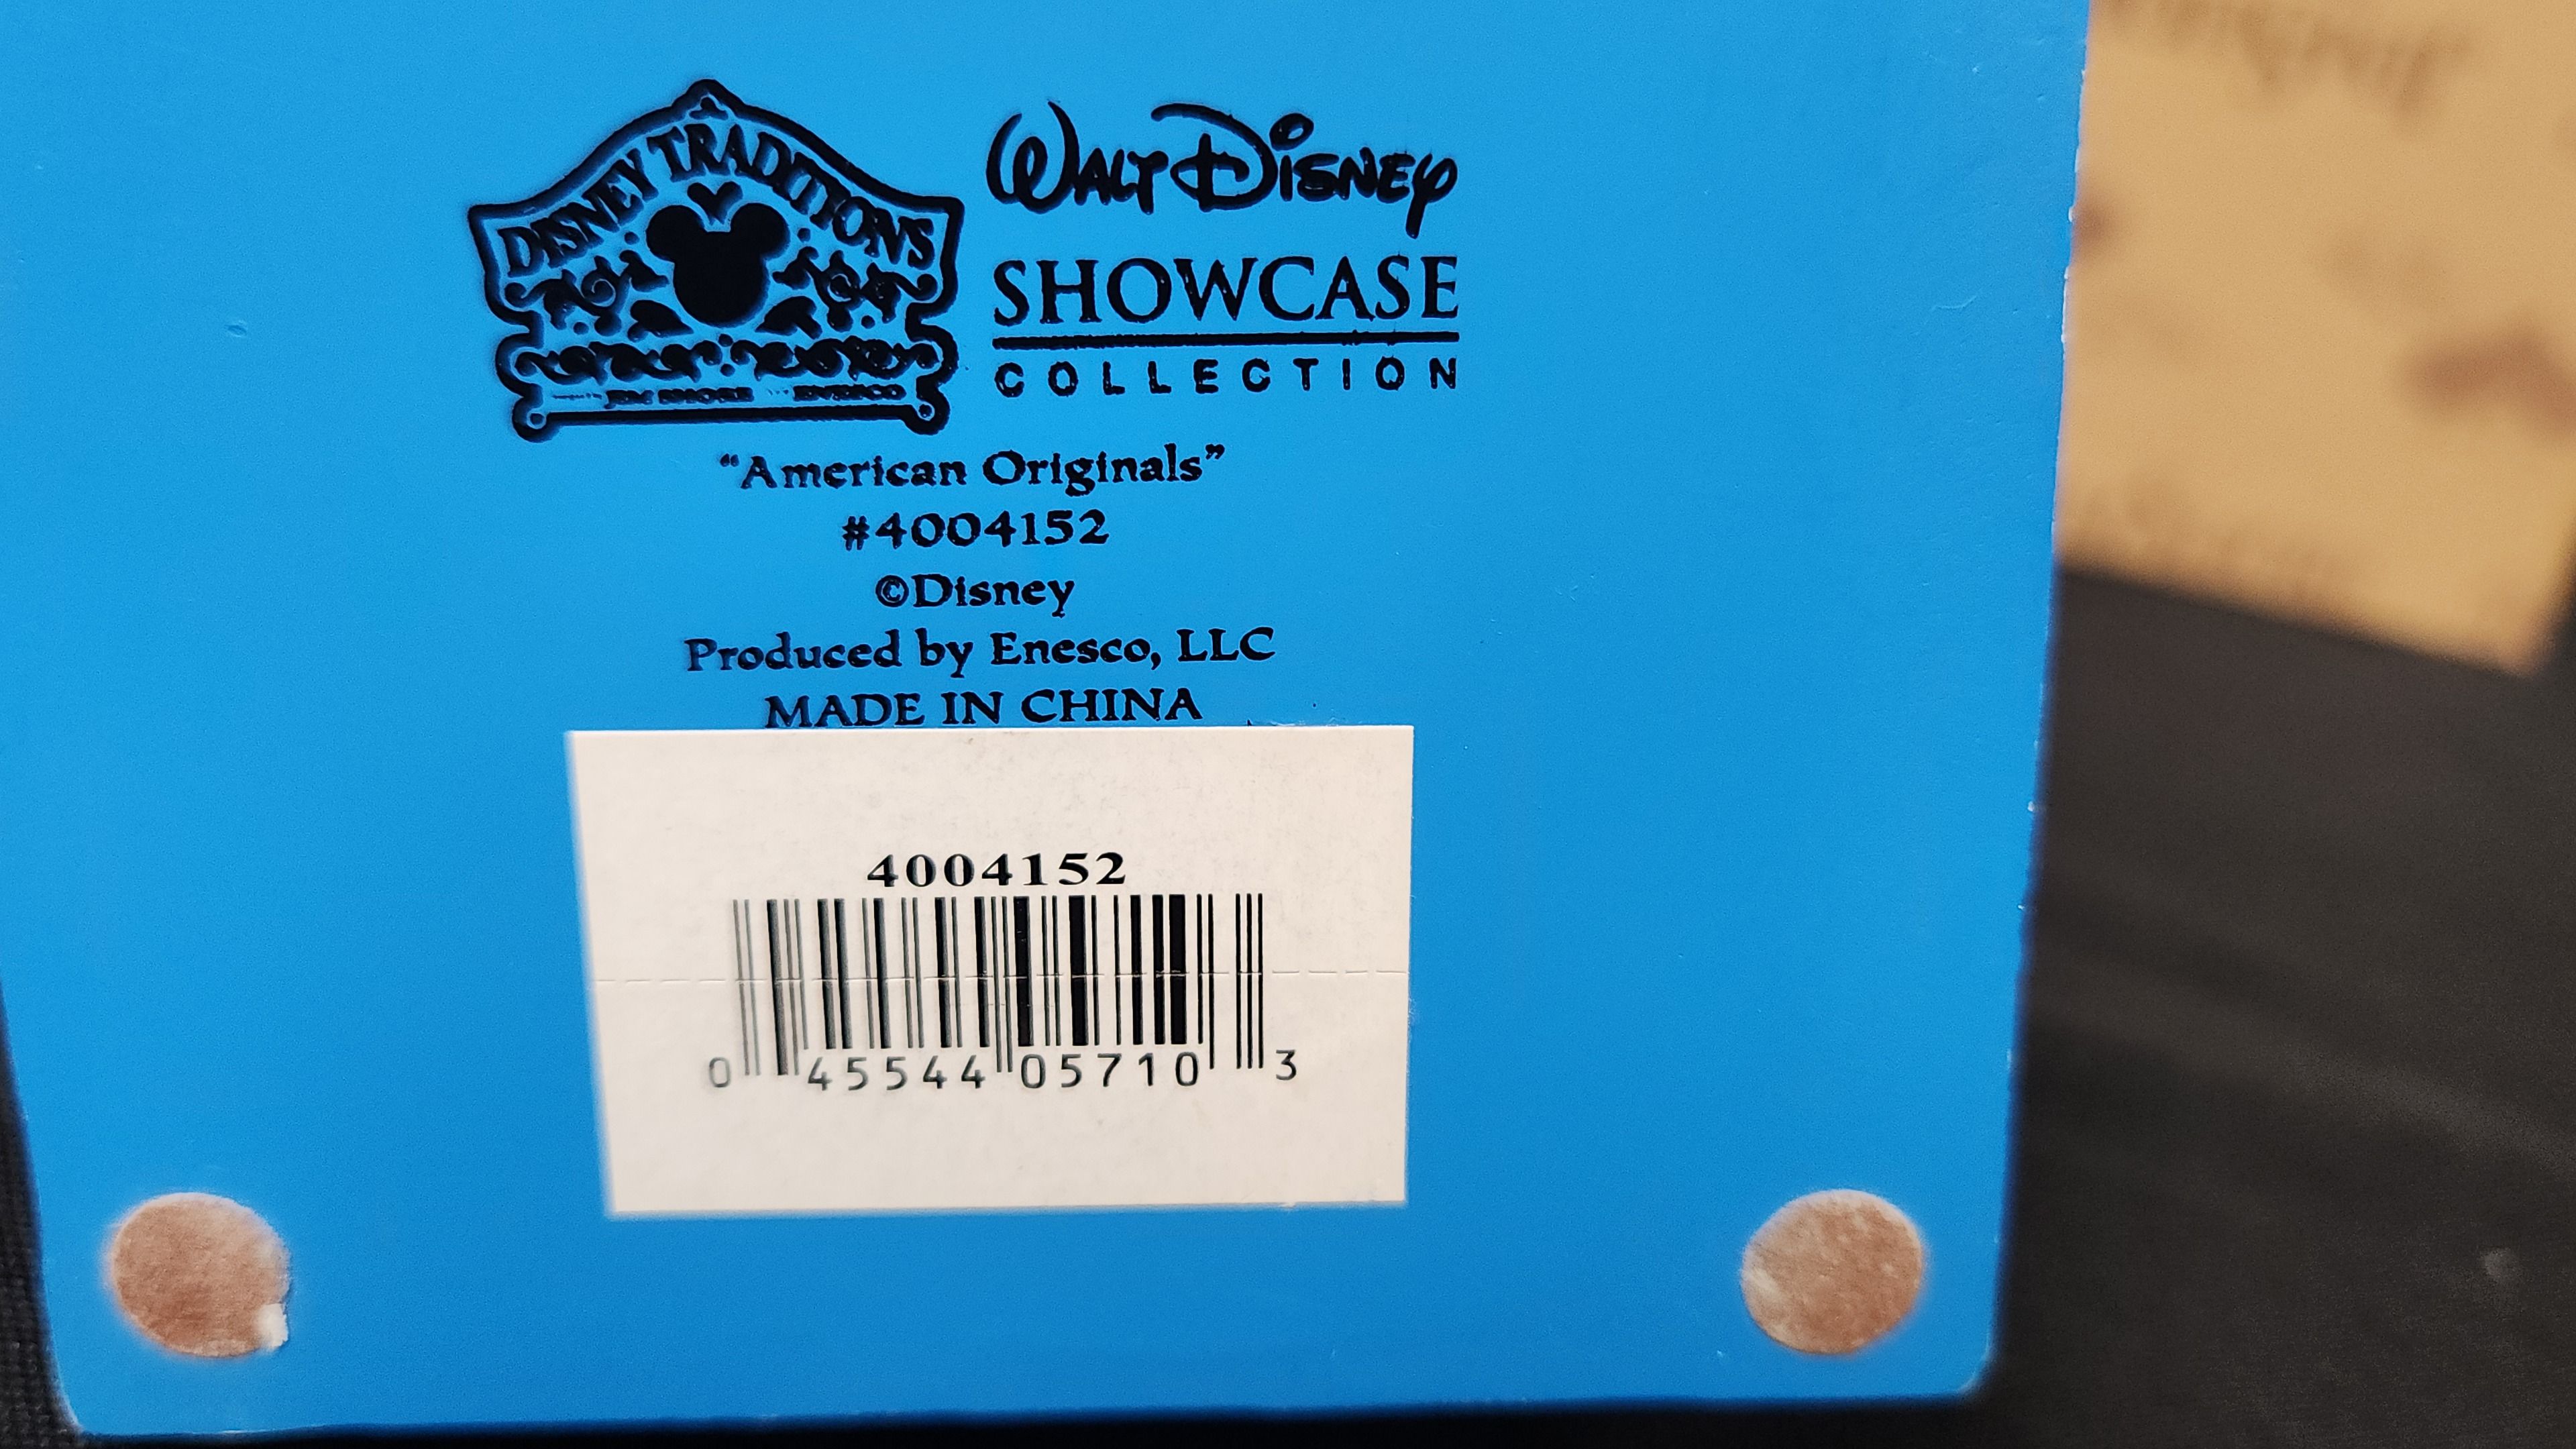 DISNEY TRADITIONS
JIM SHORE ENESCO
WALT DISNEY
SHOWCASE
COLLECTION
“American Originals”
#4004152
©Disney
Produced by Enesco, LLC
MADE IN CHINA
4004152
0 45544 05710 3